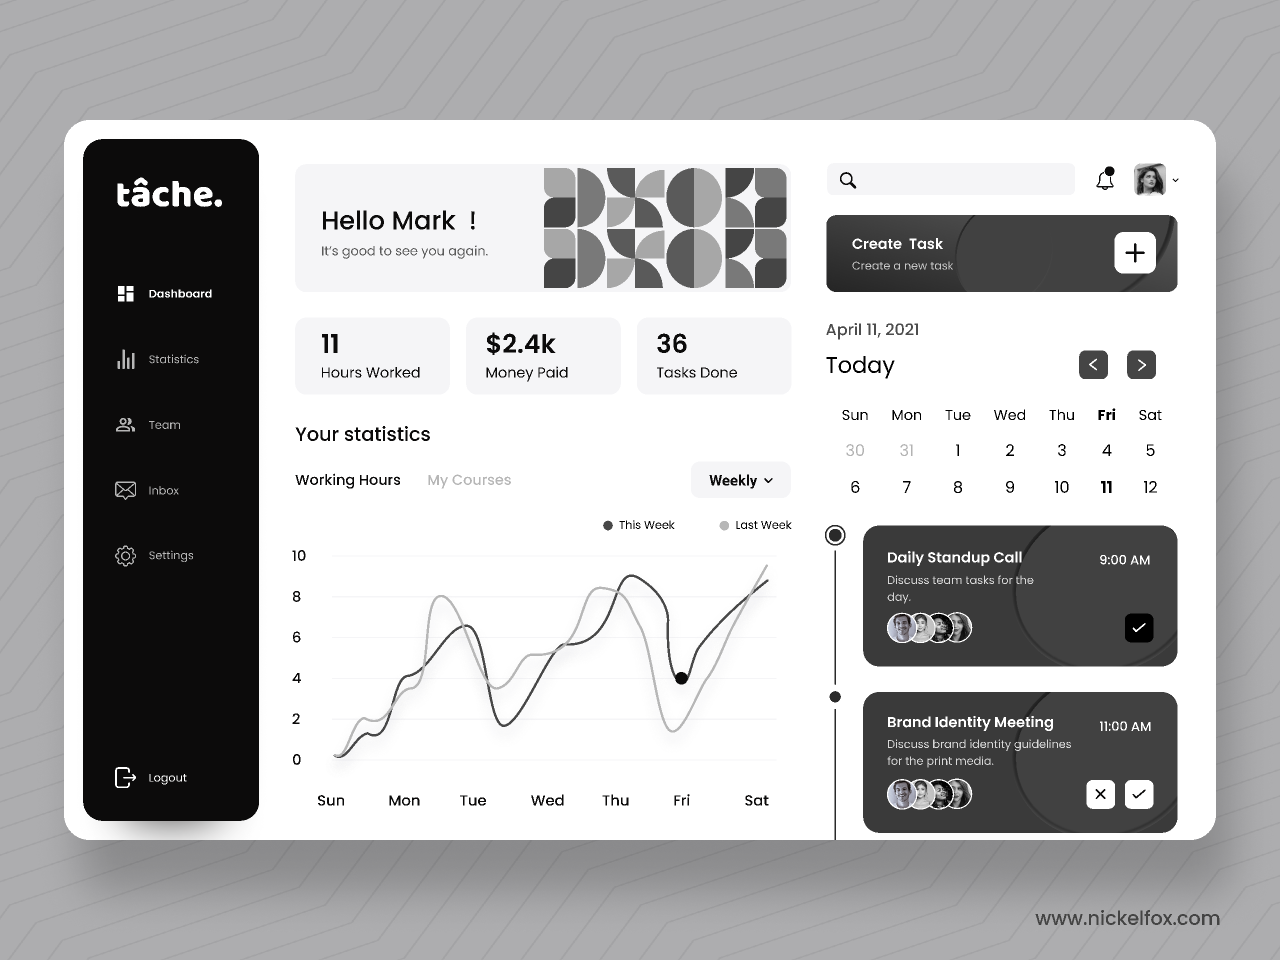 tâche.
Dashboard
Statistics
Team
Inbox
Settings
Logout
Hello Mark !
It's good to see you again.
11
Hours Worked
$2.4k
Money Paid
36
Tasks Done
Your statistics
Working Hours My Courses Weekly
This Week Last Week
10
8
6
4
2
0
Sun Mon Tue Wed Thu Fri Sat
Create Task
Create a new task
April 11, 2021
Today
Sun Mon Tue Wed Thu Fri Sat
30 31 1 2 3 4 5
6 7 8 9 10 11 12
Daily Standup Call 9:00 AM
Discuss team tasks for the
day.
Brand Identity Meeting 11:00 AM
Discuss brand identity guidelines
for the print media.
www.nickelfox.com